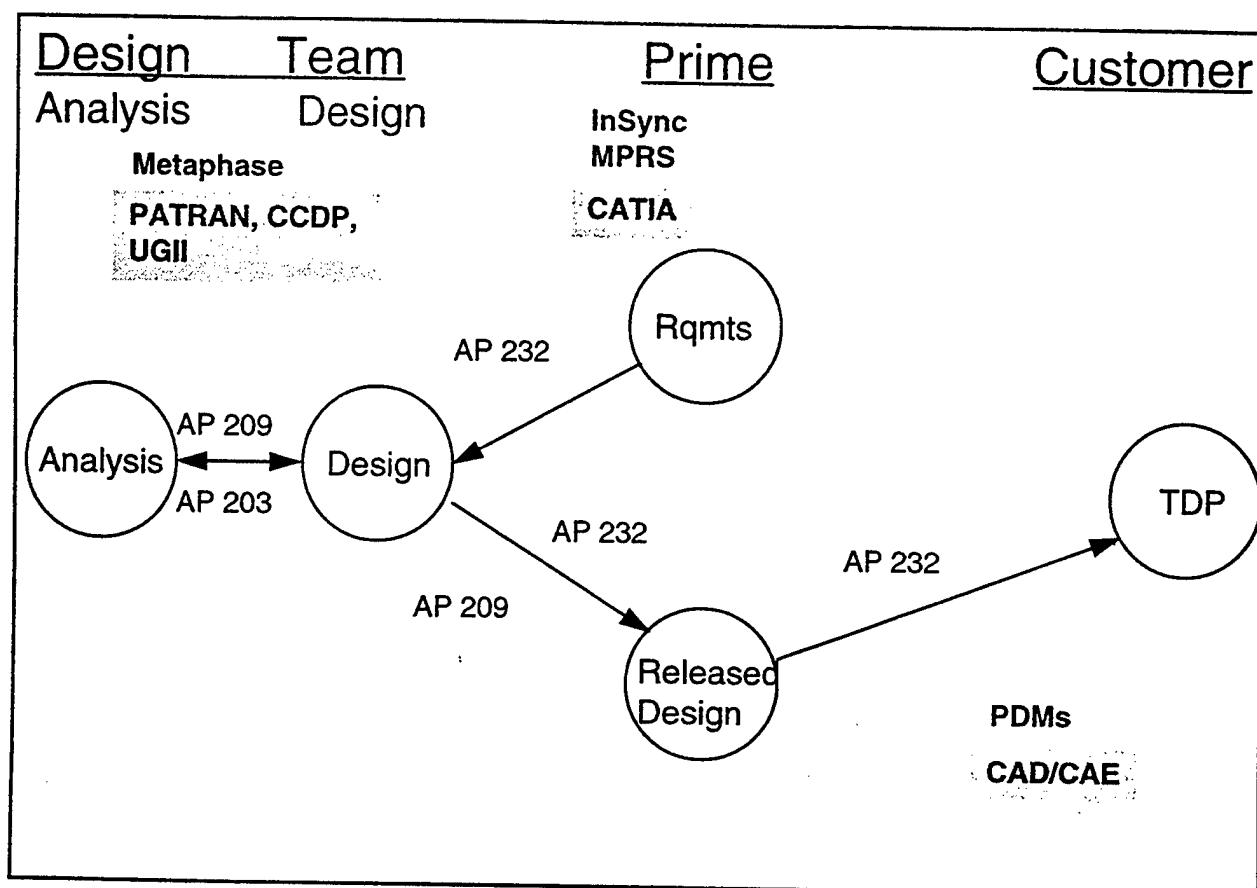 Design Team
Prime
Customer
Analysis Design
InSync
MPRS
Metaphase
PATRAN, CCDP,
UGII
CATIA
Rqmts
AP 232
AP 209
Analysis
Design
AP 203
TDP
AP 232
AP 232
AP 209
Released
Design
PDMs
CAD/CAE